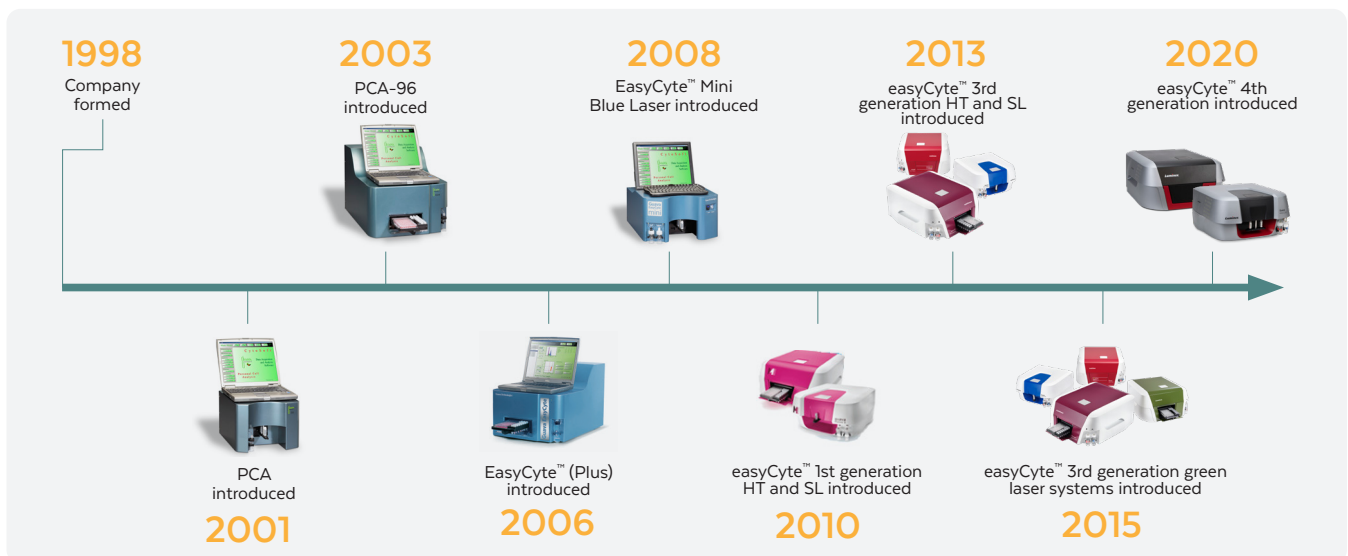 1998
Company
formed
2003
PCA-96
introduced
2008
EasyCyte™ Mini
Blue Laser introduced
2013
easyCyte™ 3rd
generation HT and SL
introduced
2020
easyCyte™ 4th
generation introduced
PCA
introduced
2001
EasyCyte™ (Plus)
introduced
2006
easyCyte™ 1st generation
HT and SL introduced
2010
easyCyte™ 3rd generation green
laser systems introduced
2015